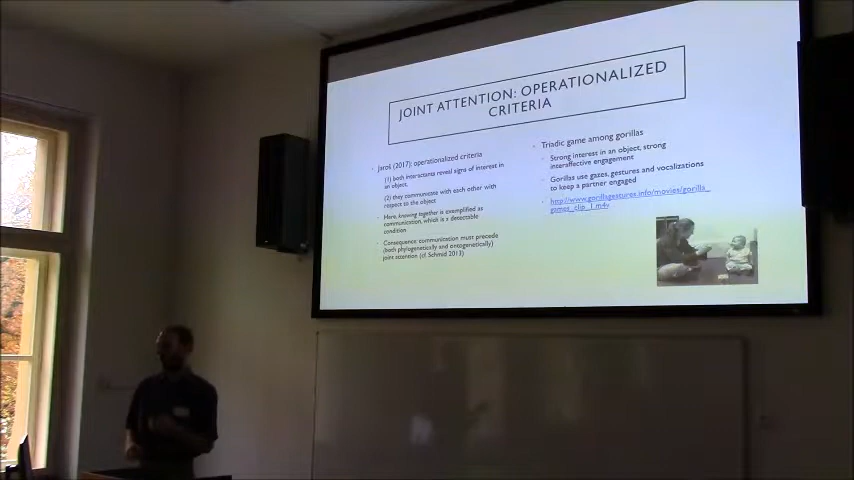 JOINT ATTENTION: OPERATIONALIZED
CRITERIA
Jaroš (2017): operationalized criteria
(1) both interactants reveal signs of interest in
an object,
(2) they communicate with each other with
respect to the object
Here, knowing together is exemplified as
communication, which is a detectable
condition
Consequence: communication must precede
(both phylogenetically and ontogenetically)
joint attention (cf. Schmid 2013)
Triadic game among gorillas
Strong interest in an object, strong
interaffective engagement
Gorillas use gazes, gestures and vocalizations
to keep a partner engaged
http://www.gorillagestures.info/movies/gorilla_
games_clip_1.m4v